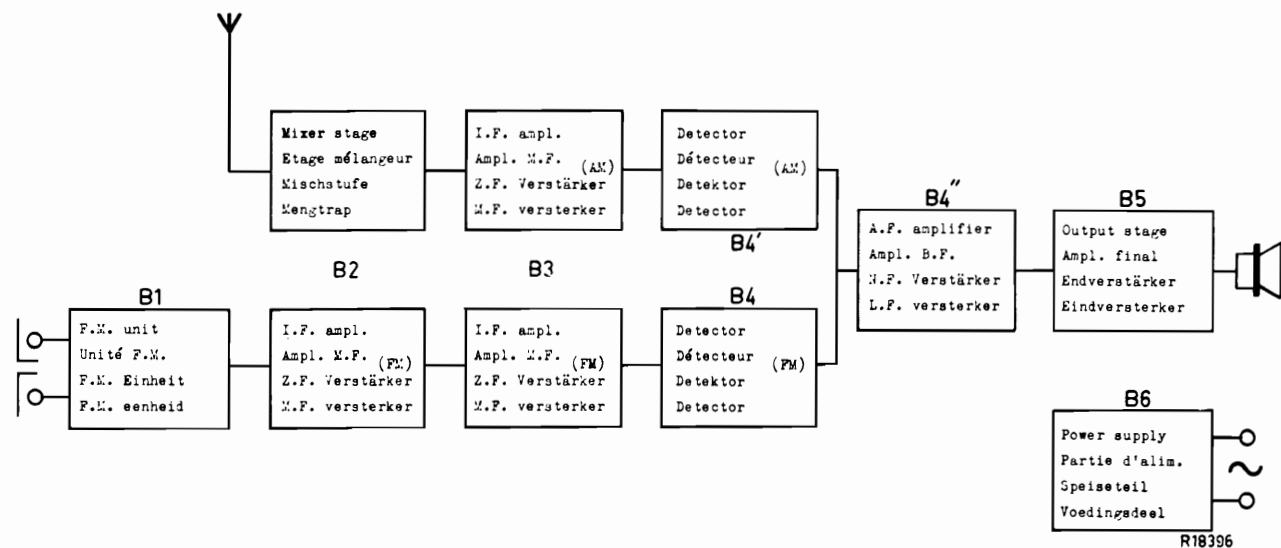 Mixer stage
Etage mélangeur
Mischstufe
Mengtrap
I.F. ampl.
Ampl. M.F. (AM)
Z.F. Verstärker
M.F. versterker
Detector
Détecteur (AM)
Detektor
Detector
B4'
B4"
A.F. amplifier
Ampl. B.F.
N.F. Verstärker
L.F. versterker
B5
Output stage
Ampl. final
Endverstärker
Eindversterker
B1
F.M. unit
Unité F.M.
F.M. Einheit
F.M. eenheid
B2
I.F. ampl.
Ampl. M.F. (FM)
Z.F. Verstärker
M.F. versterker
B3
I.F. ampl.
Ampl. M.F. (FM)
Z.F. Verstärker
M.F. versterker
B4
Detector
Détecteur (FM)
Detektor
Detector
B6
Power supply
Partie d'alim.
Speiseteil
Voedingsdeel
~
R18396